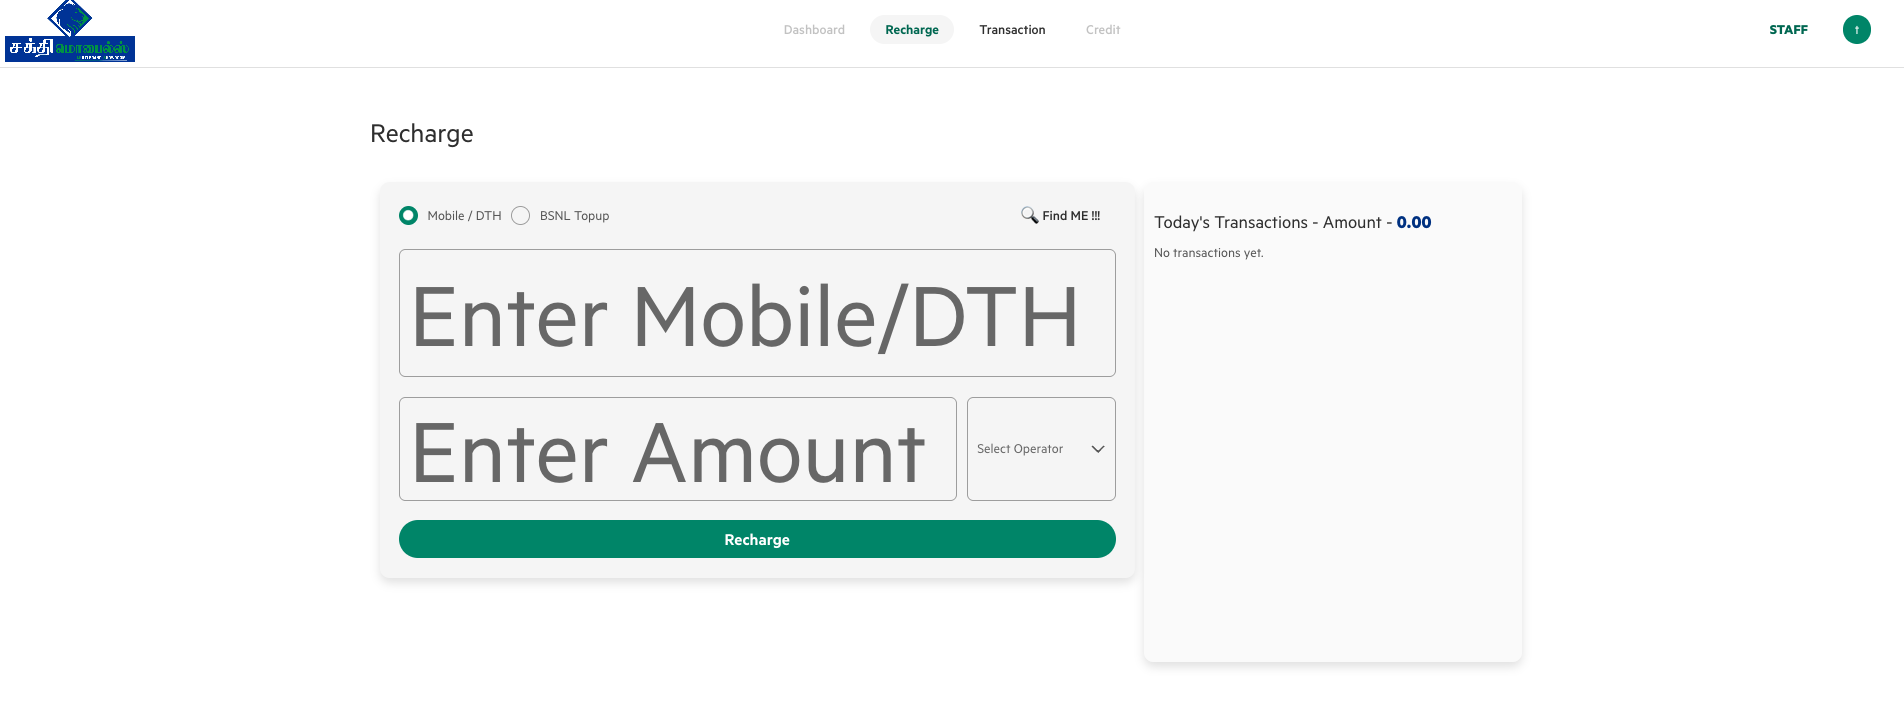 சக்தி மொபைல்ஸ்
Dashboard Recharge Transaction Credit STAFF ↑
Recharge
Mobile / DTH BSNL Topup Find ME !!!
Enter Mobile/DTH
Enter Amount Select Operator
Recharge
Today's Transactions - Amount - 0.00
No transactions yet.